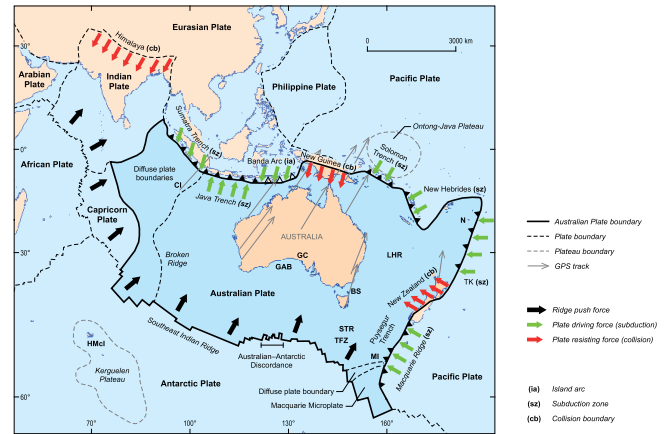 Eurasian Plate
Himalaya (cb)
30°
0
3000 km
Arabian
Plate
Indian
Plate
Philippine Plate
Pacific Plate
Sumatra Trench (sz)
Ontong-Java Plateau
Solomon
Trench (sz)
0°
African Plate
Banda Arc (ia)
New Guinea (cb)
Diffuse plate
boundaries
CI
Java Trench (sz)
New Hebrides (sz)
Capricorn
Plate
N
AUSTRALIA
Broken
Ridge
GC
GAB
LHR
30°
TK (sz)
New Zealand (cb)
BS
Australian Plate
Southeast Indian Ridge
STR
TFZ
Puysegur
Trench
HMcI
Kerguelen
Plateau
Australian–Antarctic
Discordance
MI
Macquarie Ridge (sz)
Antarctic Plate
Diffuse plate boundary
Macquarie Microplate
Pacific Plate
60°
70°
100°
130°
160°
Australian Plate boundary
Plate boundary
Plateau boundary
GPS track
Ridge push force
Plate driving force (subduction)
Plate resisting force (collision)
(ia) Island arc
(sz) Subduction zone
(cb) Collision boundary